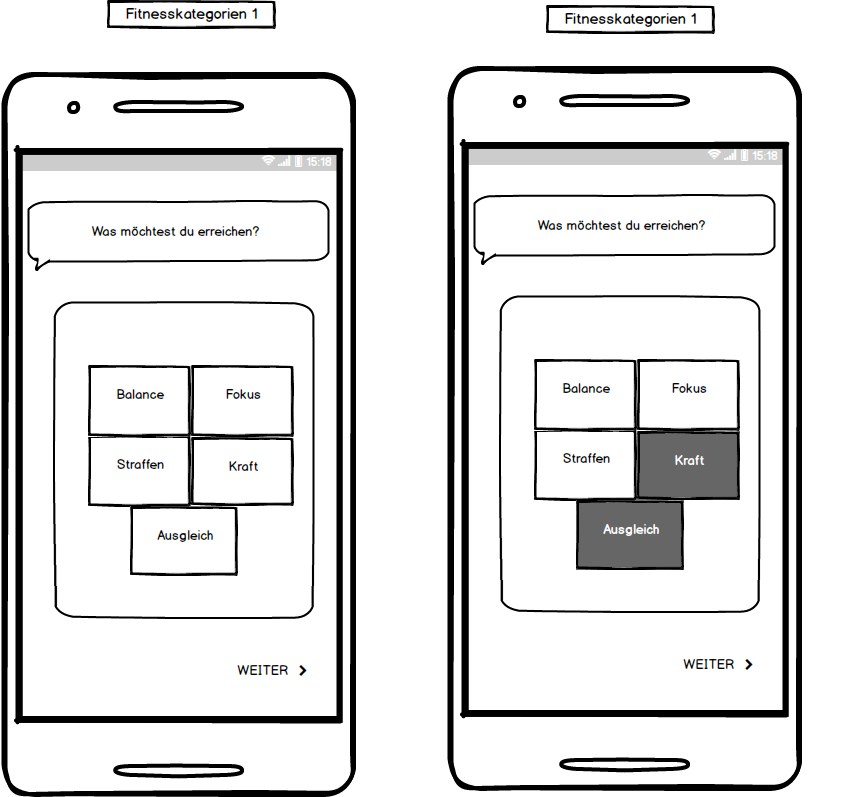 Fitnesskategorien 1
15:18
Was möchtest du erreichen?
Balance
Fokus
Straffen
Kraft
Ausgleich
WEITER
Fitnesskategorien 1
15:18
Was möchtest du erreichen?
Balance
Fokus
Straffen
Kraft
Ausgleich
WEITER